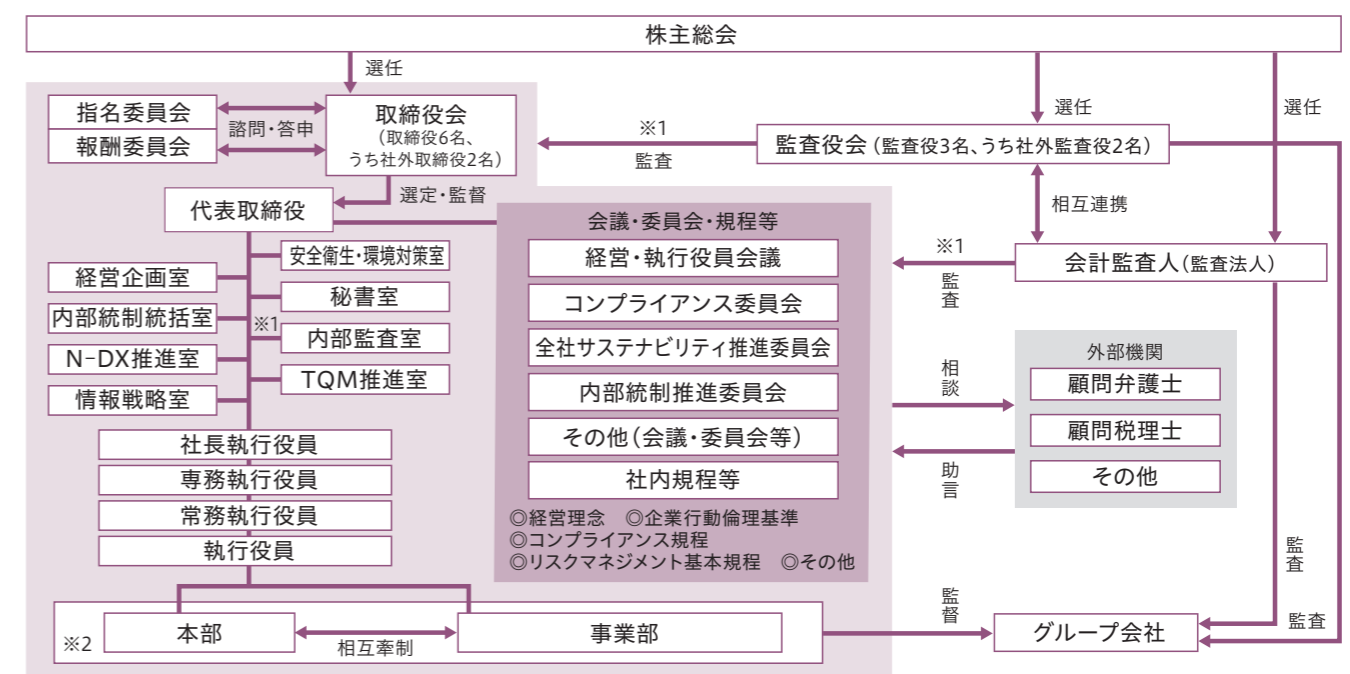 株主総会
選任
選任
選任
指名委員会
報酬委員会
諮問・答申
取締役会
(取締役6名、
うち社外取締役2名)
※1
監査
監査役会(監査役3名、うち社外監査役2名)
選定・監督
代表取締役
相互連携
安全衛生・環境対策室
経営企画室
秘書室
内部統制統括室
※1
内部監査室
N-DX推進室
TQM推進室
情報戦略室
社長執行役員
専務執行役員
常務執行役員
執行役員
会議・委員会・規程等
経営・執行役員会議
コンプライアンス委員会
全社サステナビリティ推進委員会
内部統制推進委員会
その他(会議・委員会等)
社内規程等
◎経営理念 ◎企業行動倫理基準
◎コンプライアンス規程
◎リスクマネジメント基本規程 ◎その他
※1
監査
会計監査人(監査法人)
相談
助言
外部機関
顧問弁護士
顧問税理士
その他
※2
本部
相互牽制
事業部
監督
グループ会社
監査
監査